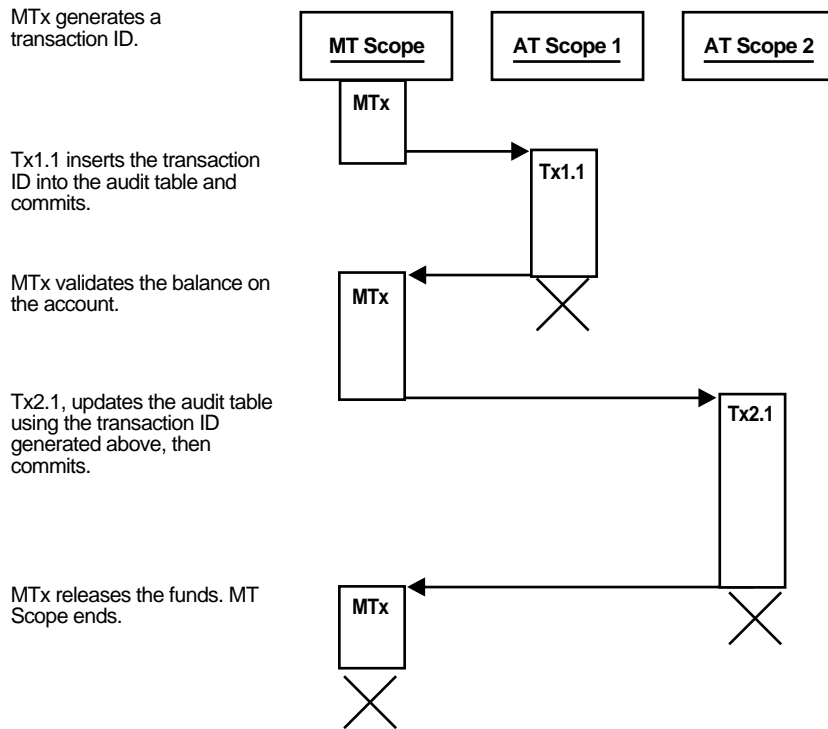 MTx generates a
transaction ID.
MT Scope
AT Scope 1
AT Scope 2
MTx
Tx1.1 inserts the transaction
ID into the audit table and
commits.
Tx1.1
MTx validates the balance on
the account.
MTx
Tx2.1, updates the audit table
using the transaction ID
generated above, then
commits.
Tx2.1
MTx releases the funds. MT
Scope ends.
MTx